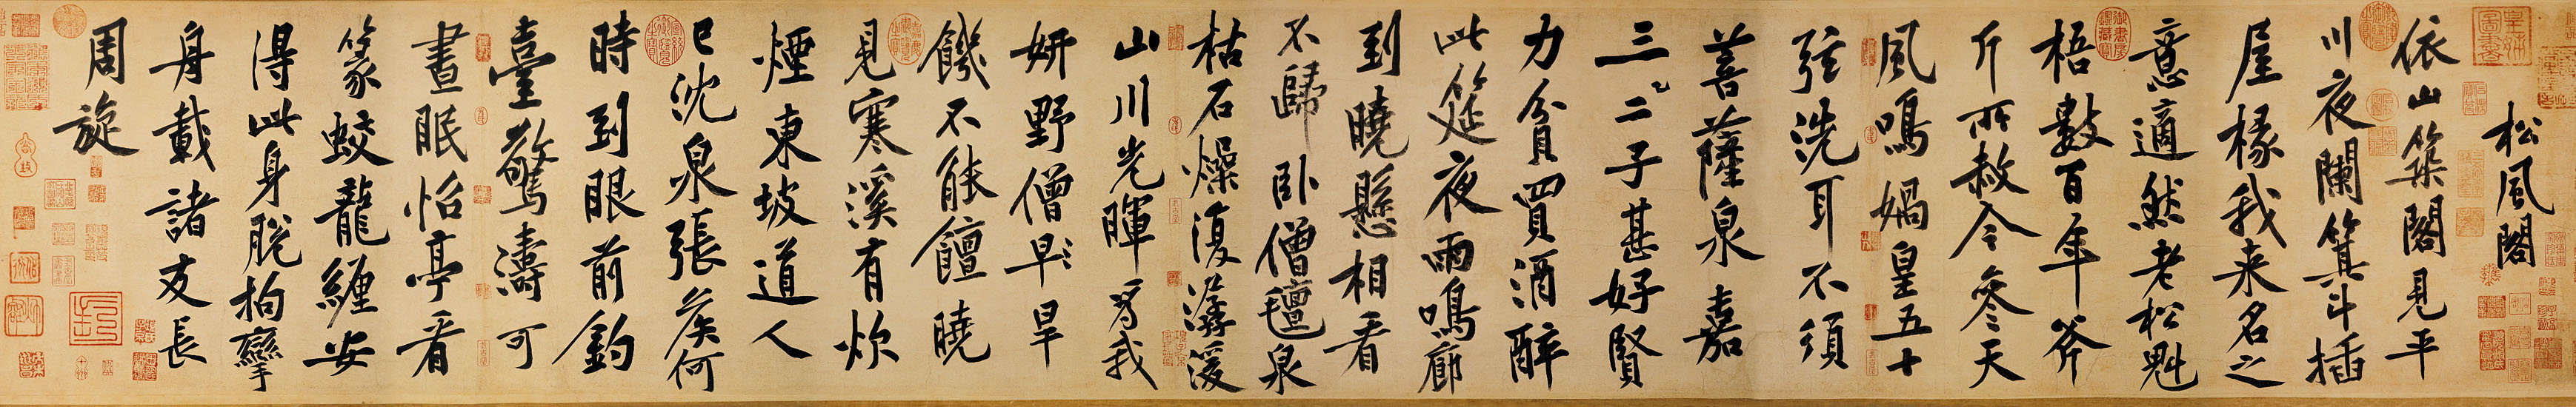 松風閣
依山築閣見平
川夜闌箕斗插
屋椽我来名之
意適然老松魁
梧數百年斧
斤所赦今參天
風鳴媧皇五十
弦洗耳不須
菩薩泉嘉
三二子甚好賢
力貧買酒醉
此筵夜雨鳴廊
到曉懸相看
不歸卧僧氊泉
枯石燥復潺湲
山川光暉為我
妍野僧早旱
饑不能饘曉
見寒溪有炊
煙東坡道人
已沈泉張侯何
時到眼前釣
臺驚濤可
晝眠怡亭看
篆蛟龍纏安
得此身脫拘攣
舟載諸友長
周旋